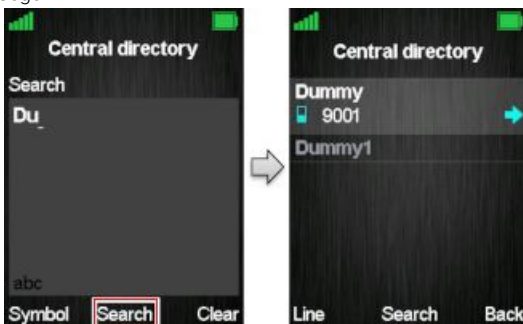 Central directory
Search
Du_
abc
Symbol Search Clear
Central directory
Dummy
9001
Dummy1
Line Search Back